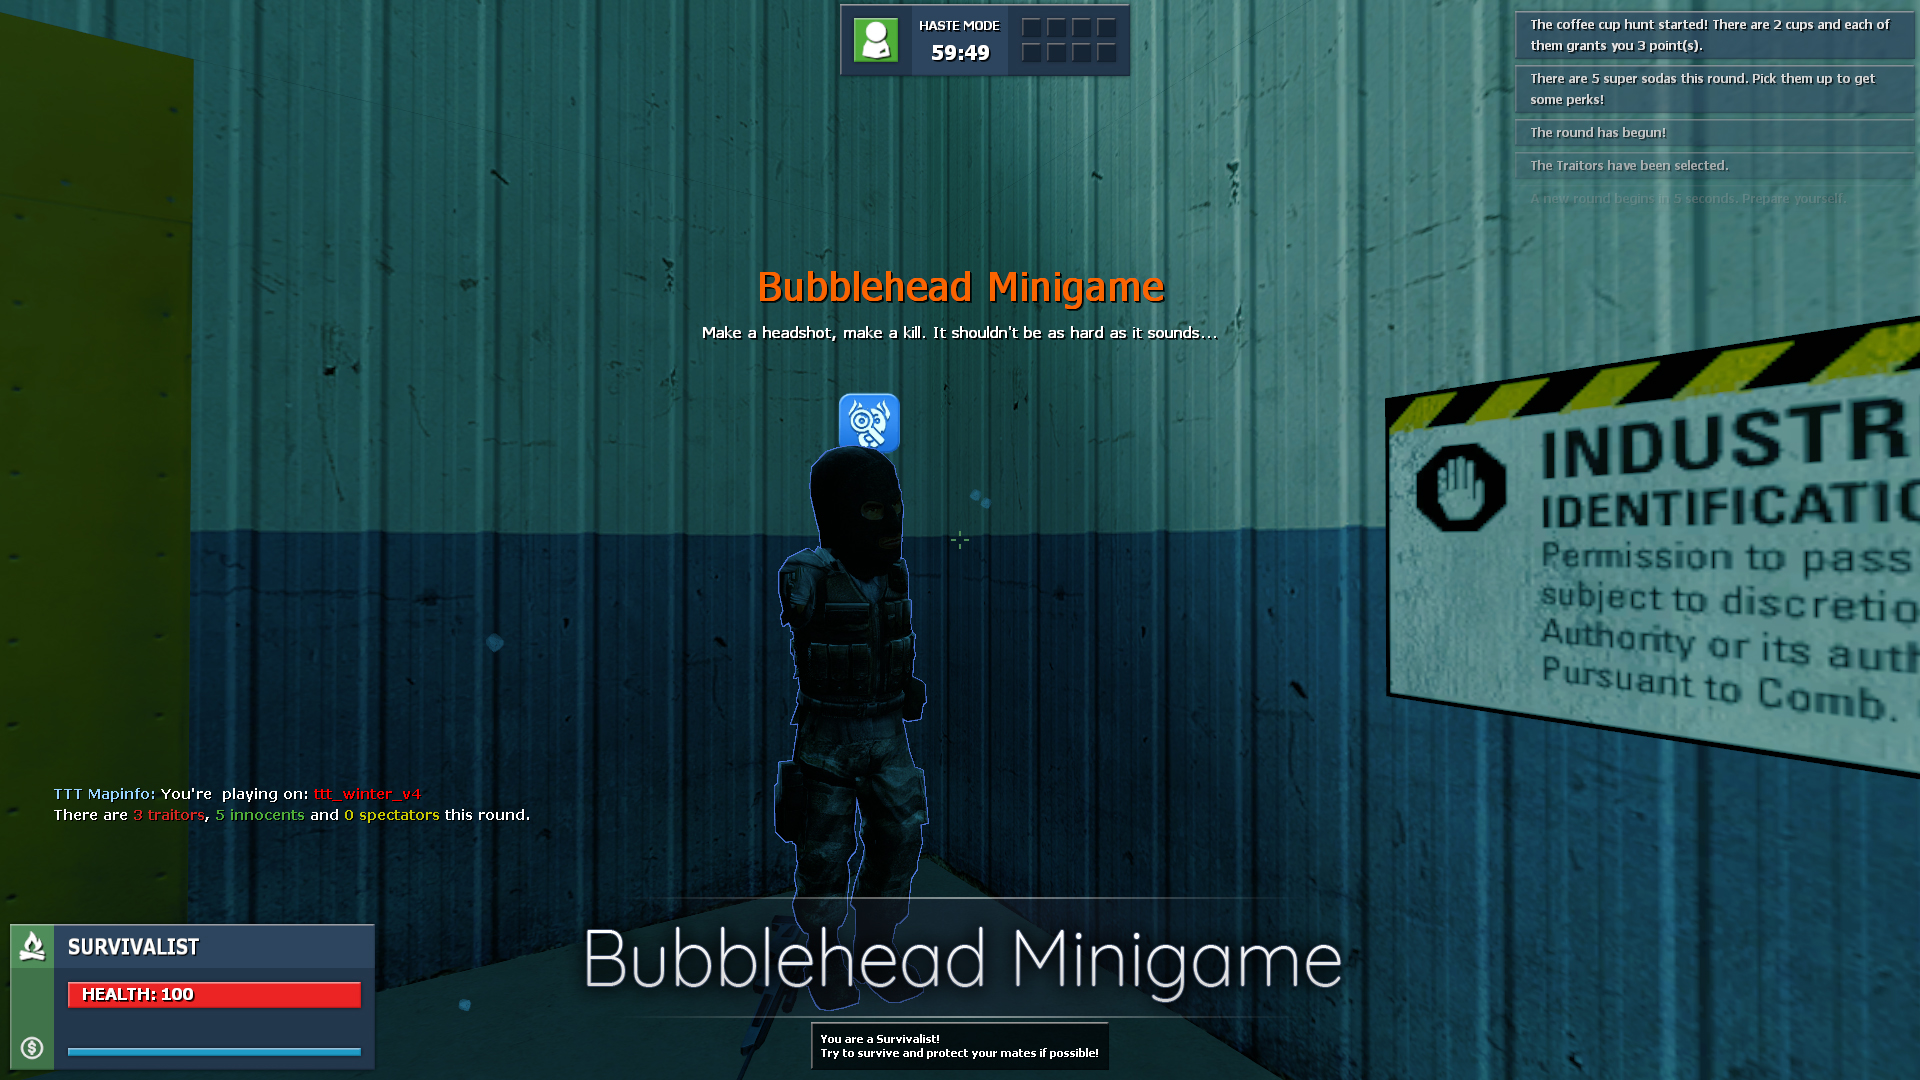 HASTE MODE
59:49
The coffee cup hunt started! There are 2 cups and each of
them grants you 3 point(s).
There are 5 super sodas this round. Pick them up to get
some perks!
The round has begun!
The Traitors have been selected.
A new round begins in 5 seconds. Prepare yourself.
Bubblehead Minigame
Make a headshot, make a kill. It shouldn't be as hard as it sounds...
INDUSTR
IDENTIFICATIO
Permission to pass
subject to discretio
Authority or its auth
Pursuant to Comb.
TTT Mapinfo: You're  playing on: ttt_winter_v4
There are 3 traitors, 5 innocents and 0 spectators this round.
SURVIVALIST
HEALTH: 100
Bubblehead Minigame
You are a Survivalist!
Try to survive and protect your mates if possible!